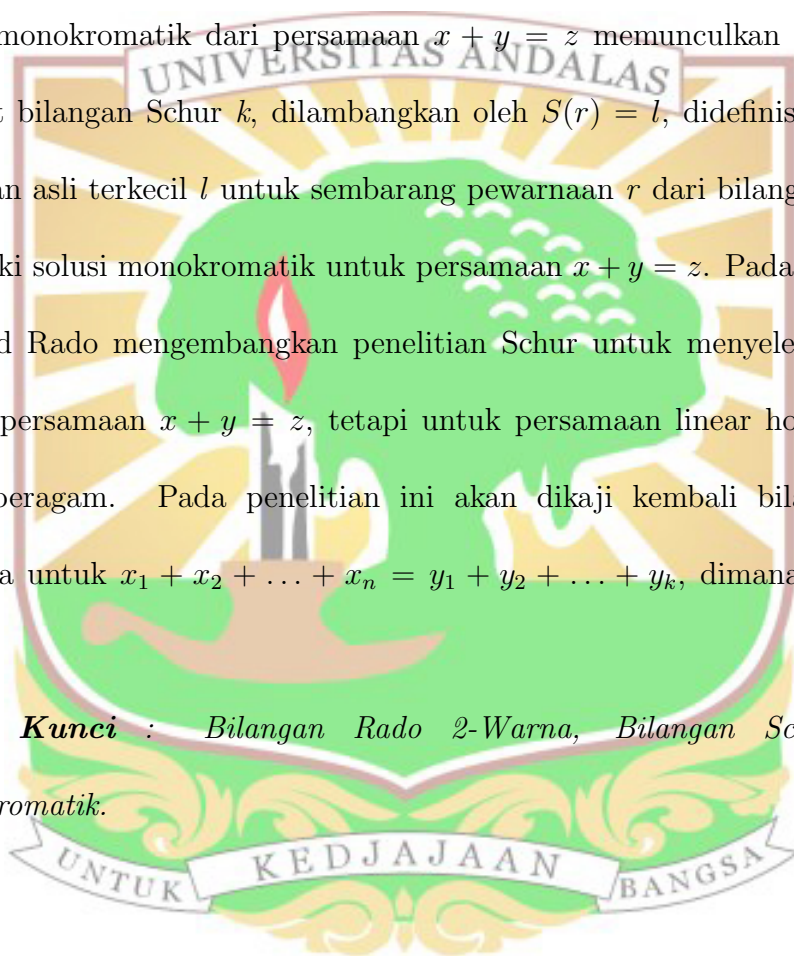 monokromatik dari persamaan x + y = z memunculkan
UNIVERSITAS ANDALAS
bilangan Schur k, dilambangkan oleh S(r) = l, didefinis
an asli terkecil l untuk sembarang pewarnaan r dari bilang
ki solusi monokromatik untuk persamaan x + y = z. Pada
d Rado mengembangkan penelitian Schur untuk menyele
persamaan x + y = z, tetapi untuk persamaan linear ho
beragam. Pada penelitian ini akan dikaji kembali bila
a untuk x₁ + x₂ + ... + xₙ = y₁ + y₂ + ... + yₖ, dimana
Kunci : Bilangan Rado 2-Warna, Bilangan Sc
romatik.
UNTUK KEDJAJAAN BANGSA